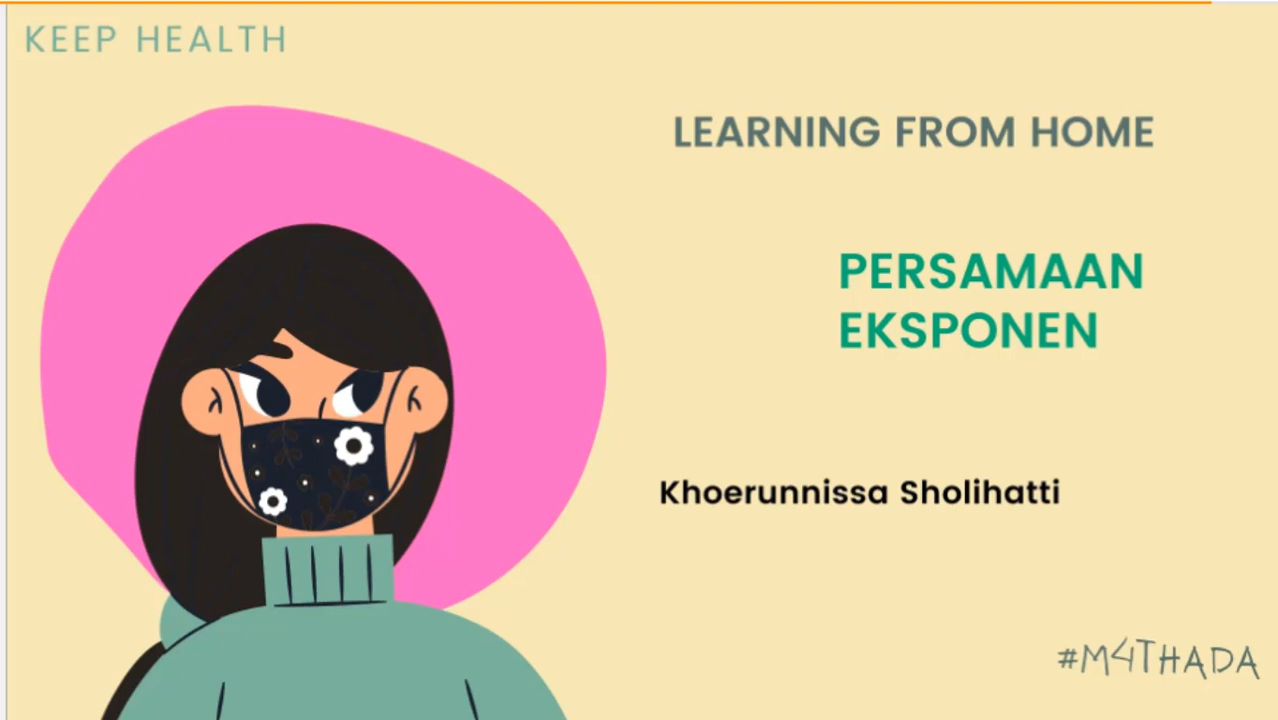 KEEP HEALTH
LEARNING FROM HOME
PERSAMAAN
EKSPONEN
Khoerunnissa Sholihatti
#M4THADA